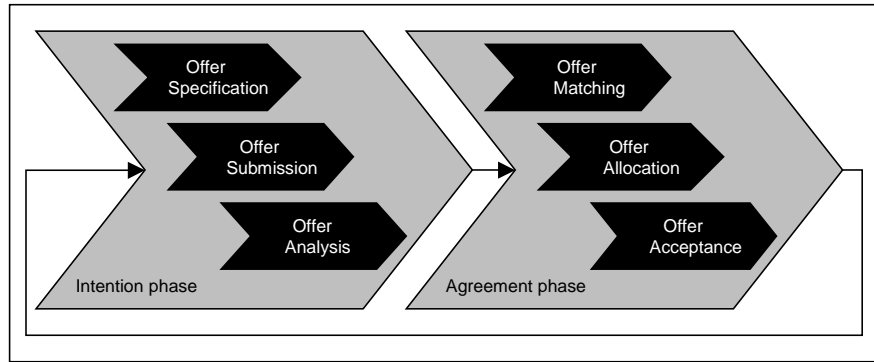 Offer
Specification
Offer
Submission
Offer
Analysis
Intention phase
Offer
Matching
Offer
Allocation
Offer
Acceptance
Agreement phase